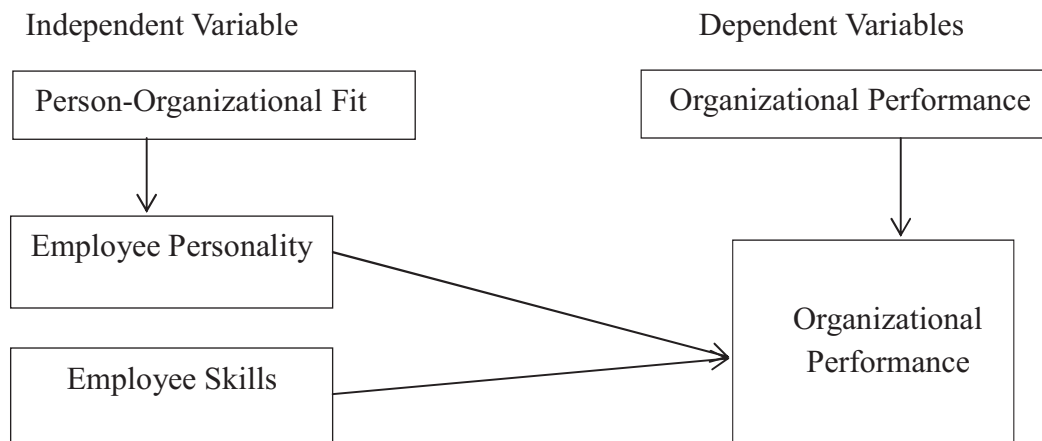 Independent Variable
Dependent Variables
Person-Organizational Fit
Organizational Performance
Employee Personality
Organizational
Performance
Employee Skills